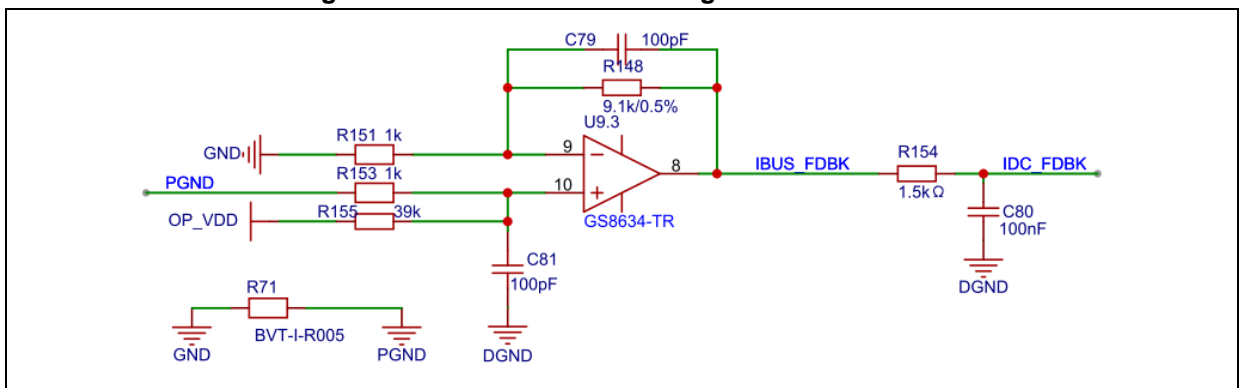 C79 100pF
R148
9.1k/0.5%
U9.3
R151 1k
GND
9
PGND
R153 1k
10
8
IBUS_FDBK
R154
IDC_FDBK
1.5kΩ
OP_VDD
R155 39k
GS8634-TR
C80
100nF
C81
100pF
DGND
R71
BVT-I-R005
GND
PGND
DGND